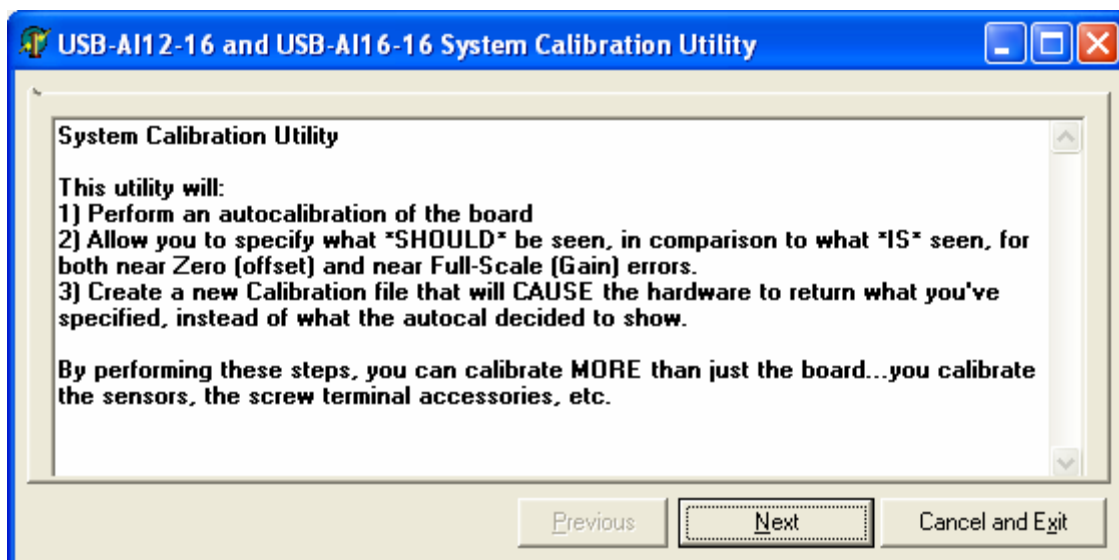 USB-AI12-16 and USB-AI16-16 System Calibration Utility
System Calibration Utility
This utility will:
1) Perform an autocalibration of the board
2) Allow you to specify what *SHOULD* be seen, in comparison to what *IS* seen, for
both near Zero (offset) and near Full-Scale (Gain) errors.
3) Create a new Calibration file that will CAUSE the hardware to return what you've
specified, instead of what the autocal decided to show.
By performing these steps, you can calibrate MORE than just the board...you calibrate
the sensors, the screw terminal accessories, etc.
Previous Next Cancel and Exit